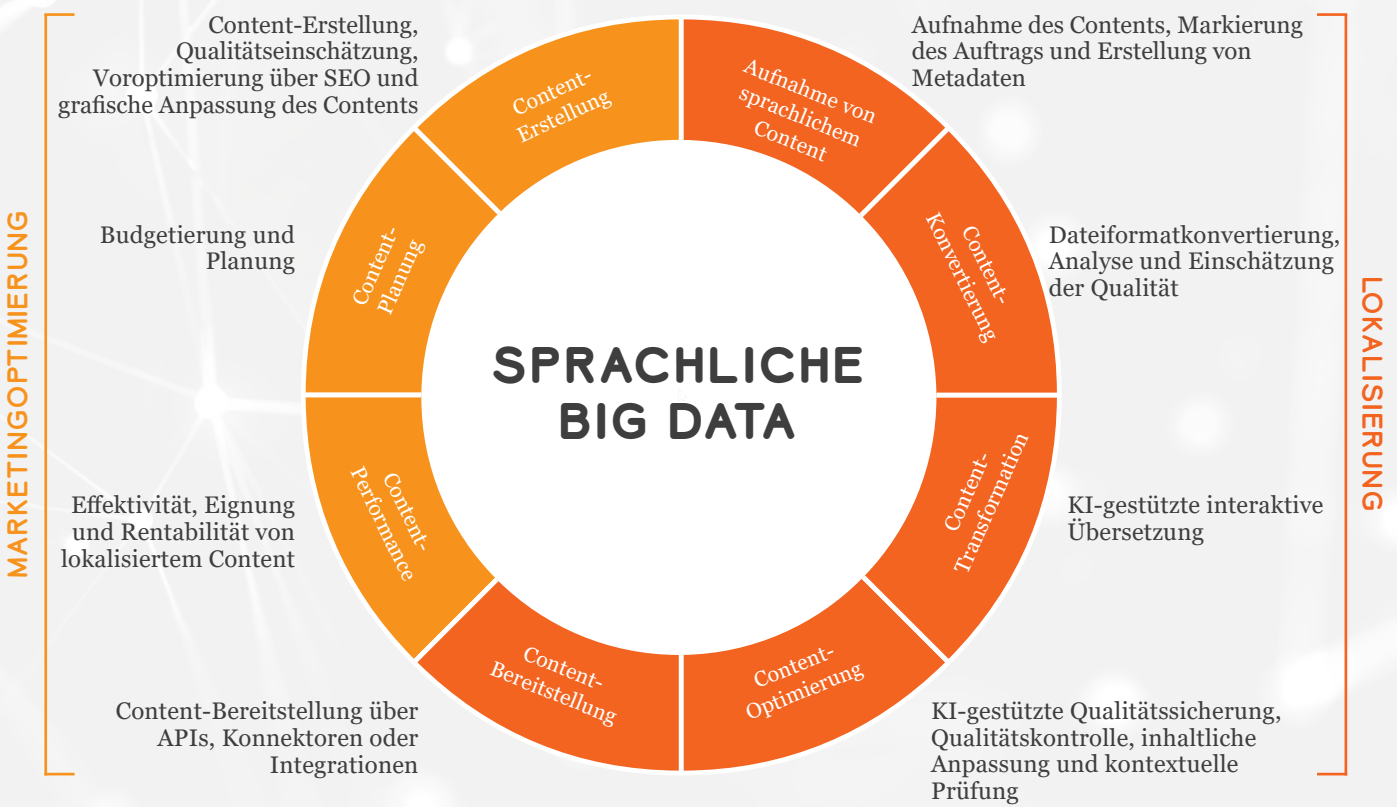 Content-Erstellung,
Qualitätseinschätzung,
Voroptimierung über SEO und
grafische Anpassung des Contents
Aufnahme des Contents, Markierung
des Auftrags und Erstellung von
Metadaten
Content-
Erstellung
Aufnahme von
sprachlichem
Content
MARKETINGOPTIMIERUNG
Budgetierung und
Planung
Content-
Planung
Content-
Konvertierung
Dateiformatkonvertierung,
Analyse und Einschätzung
der Qualität
LOKALISIERUNG
SPRACHLICHE
BIG DATA
Effektivität, Eignung
und Rentabilität von
lokalisiertem Content
Content-
Performance
Content-
Transformation
KI-gestützte interaktive
Übersetzung
Content-
Bereitstellung
Content-
Optimierung
Content-Bereitstellung über
APIs, Konnektoren oder
Integrationen
KI-gestützte Qualitätssicherung,
Qualitätskontrolle, inhaltliche
Anpassung und kontextuelle
Prüfung